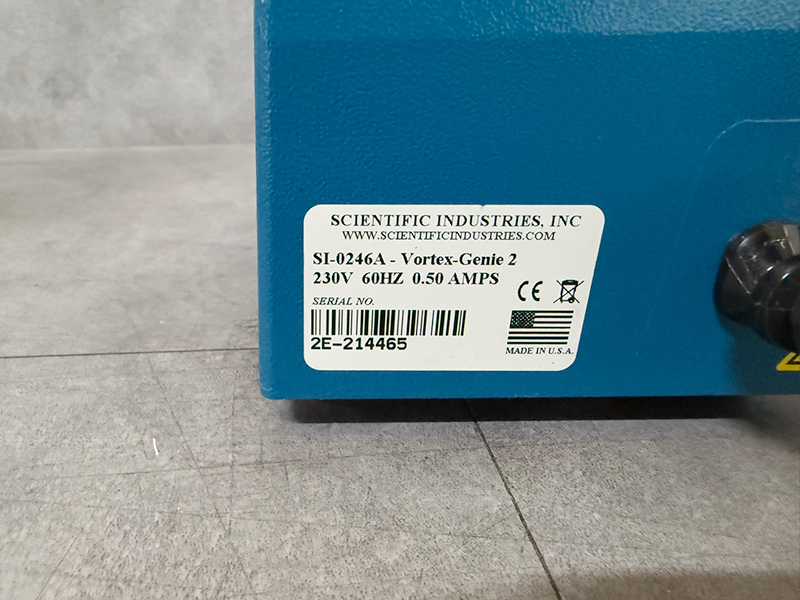 SCIENTIFIC INDUSTRIES, INC
WWW.SCIENTIFICINDUSTRIES.COM
SI-0246A - Vortex-Genie 2
230V 60HZ 0.50 AMPS
CE
SERIAL NO.
2E-214465
MADE IN U.S.A.